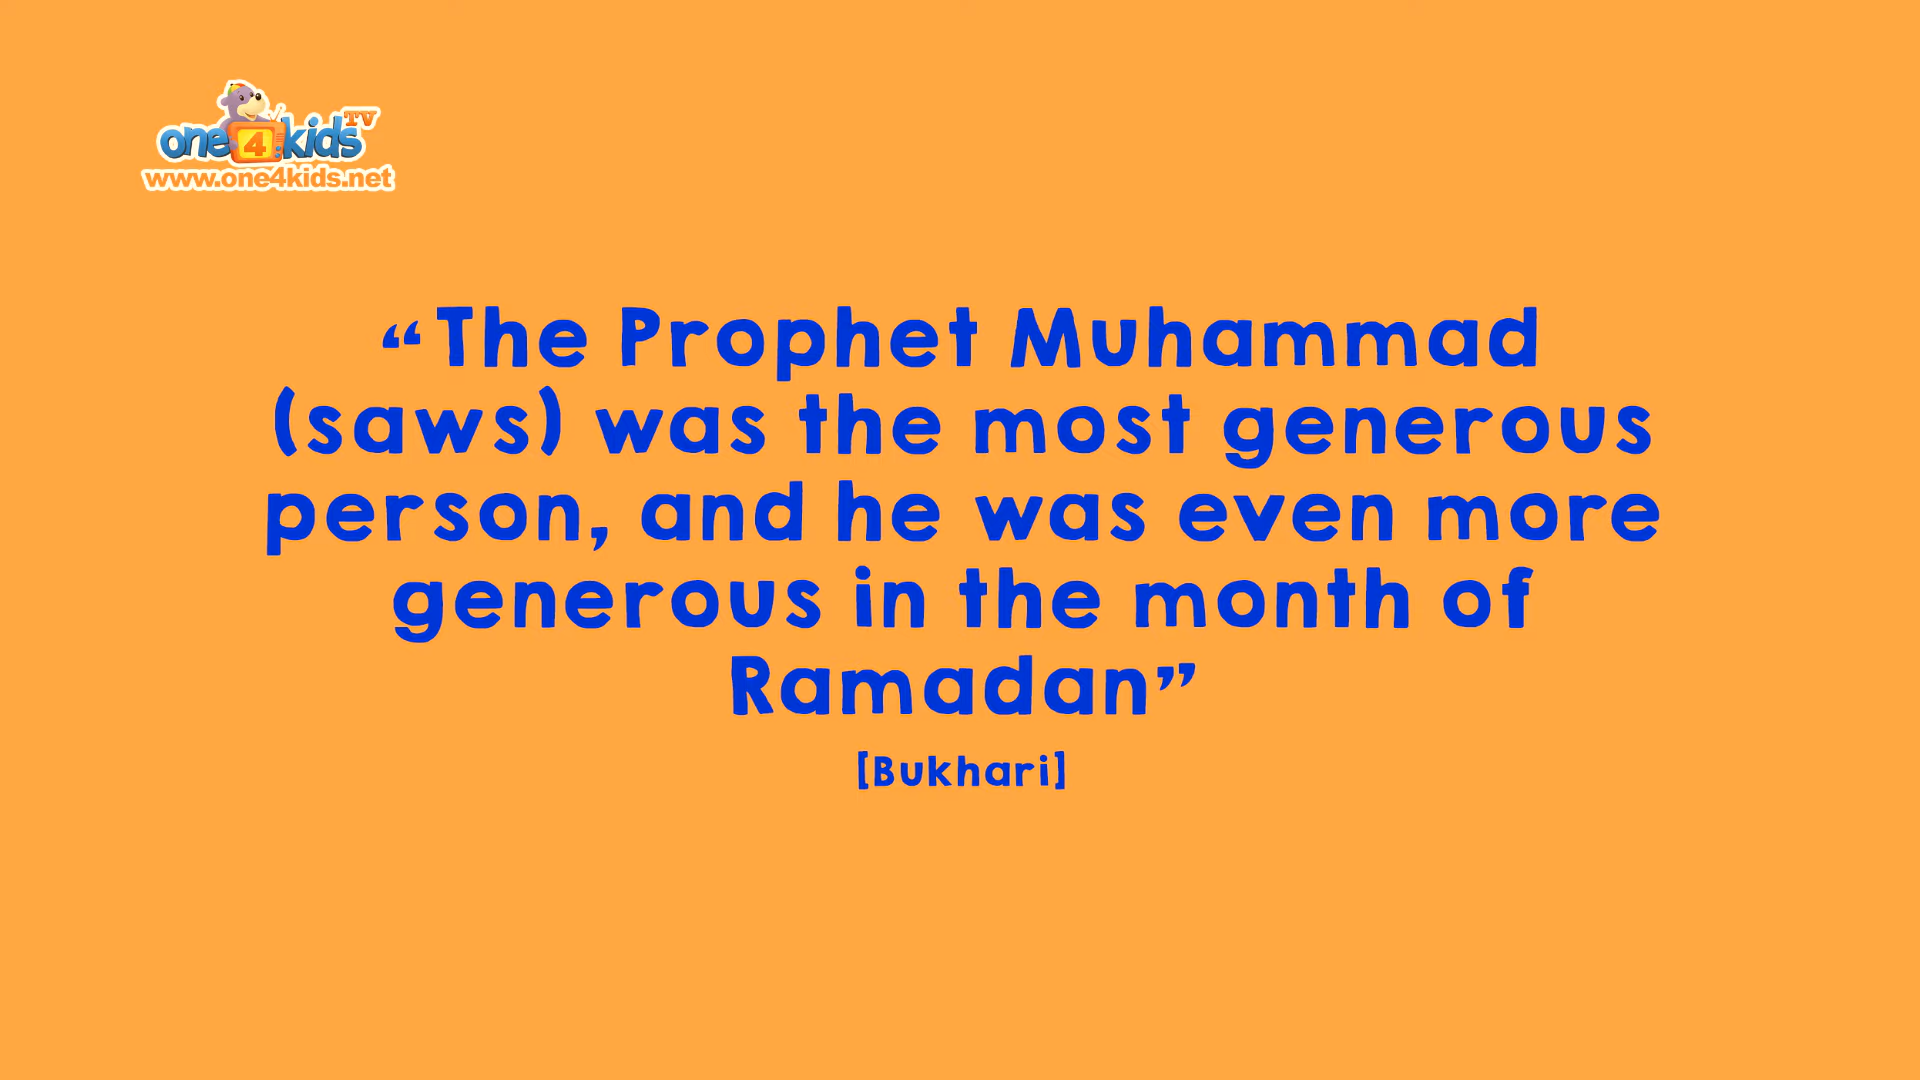 one4kids TV
www.one4kids.net
“The Prophet Muhammad
(saws) was the most generous
person, and he was even more
generous in the month of
Ramadan”
[Bukhari]